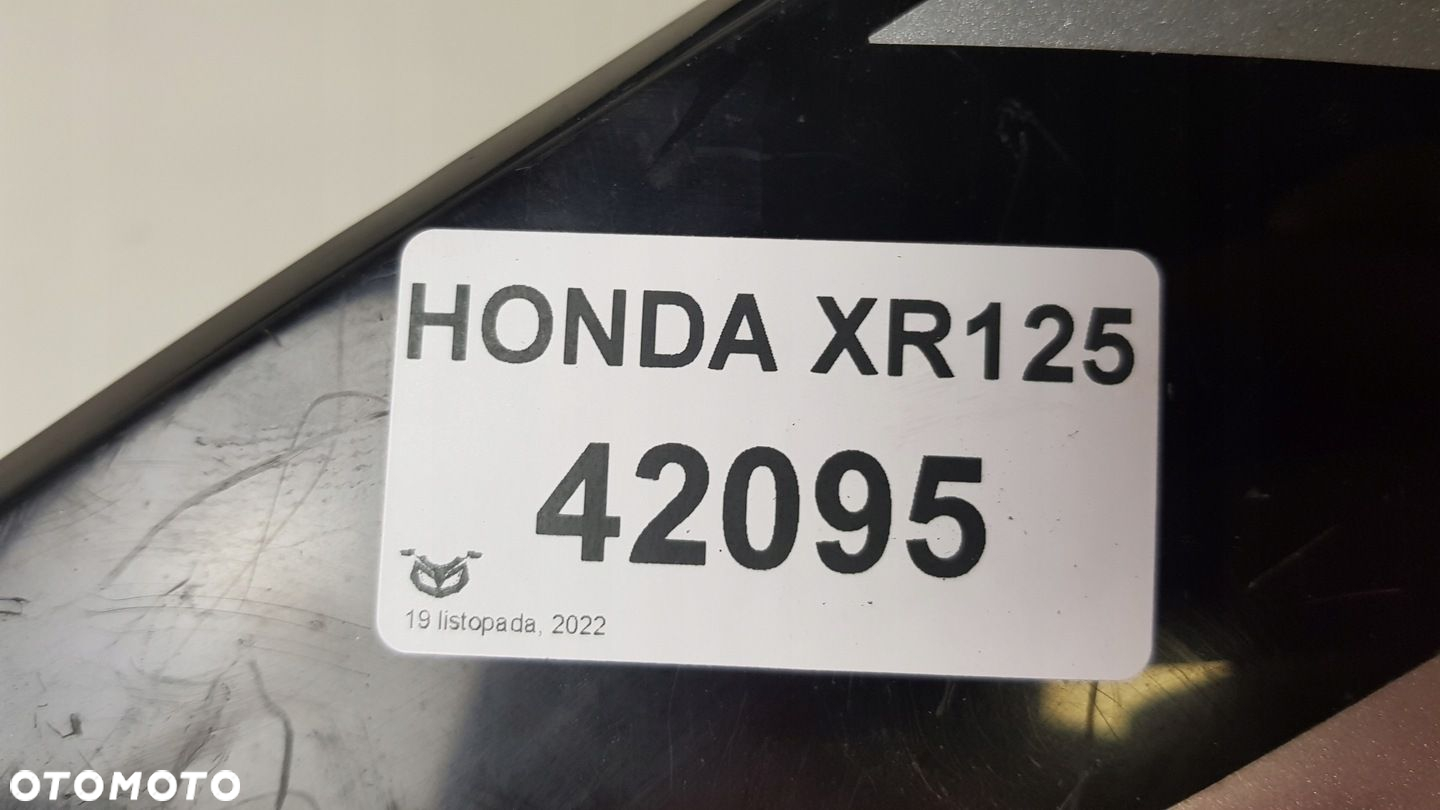 HONDA XR125
42095
19 listopada, 2022
OTOMOTO